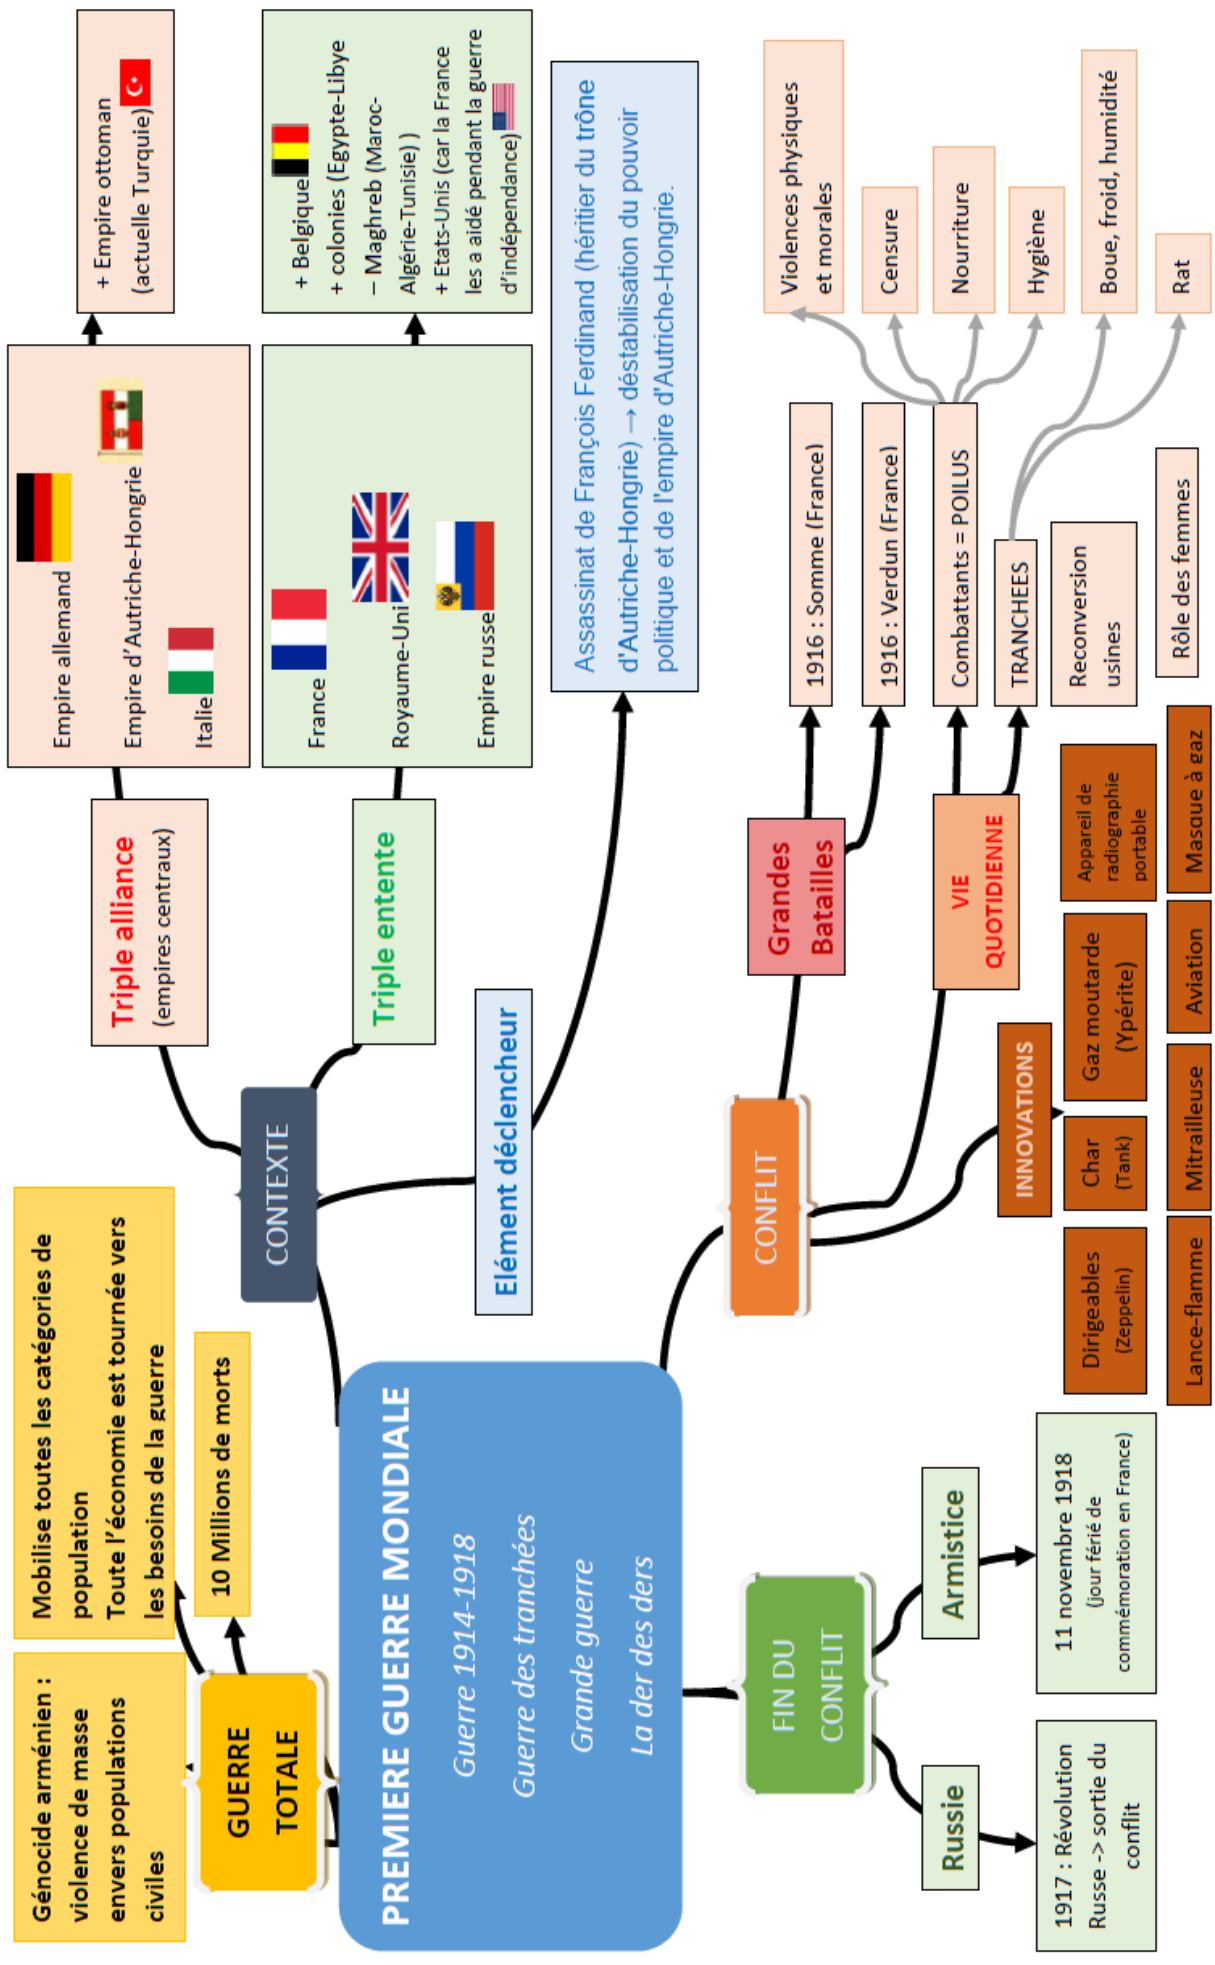 PREMIERE GUERRE MONDIALE
Guerre 1914-1918
Guerre des tranchées
Grande guerre
La der des ders
GUERRE
TOTALE
Génocide arménien :
violence de masse
envers populations
civiles
Mobilise toutes les catégories de
population
Toute l'économie est tournée vers
les besoins de la guerre
10 Millions de morts
CONTEXTE
Triple alliance
(empires centraux)
Empire allemand
Empire d'Autriche-Hongrie
Italie
+ Empire ottoman
(actuelle Turquie)
Triple entente
France
Royaume-Uni
Empire russe
+ Belgique
+ colonies (Egypte-Libye
– Maghreb (Maroc-
Algérie-Tunisie) )
+ Etats-Unis (car la France
les a aidé pendant la guerre
d'indépendance)
Elément déclencheur
Assassinat de François Ferdinand (héritier du trône
d'Autriche-Hongrie) → déstabilisation du pouvoir
politique et de l'empire d'Autriche-Hongrie.
CONFLIT
Grandes
Batailles
1916 : Somme (France)
1916 : Verdun (France)
VIE
QUOTIDIENNE
Combattants = POILUS
Violences physiques
et morales
Censure
Nourriture
Hygiène
TRANCHEES
Boue, froid, humidité
Rat
Reconversion
usines
Rôle des femmes
INNOVATIONS
Dirigeables
(Zeppelin)
Char
(Tank)
Gaz moutarde
(Ypérite)
Appareil de
radiographie
portable
Lance-flamme
Mitrailleuse
Aviation
Masque à gaz
FIN DU
CONFLIT
Russie
1917 : Révolution
Russe -> sortie du
conflit
Armistice
11 novembre 1918
(jour férié de
commémoration en France)